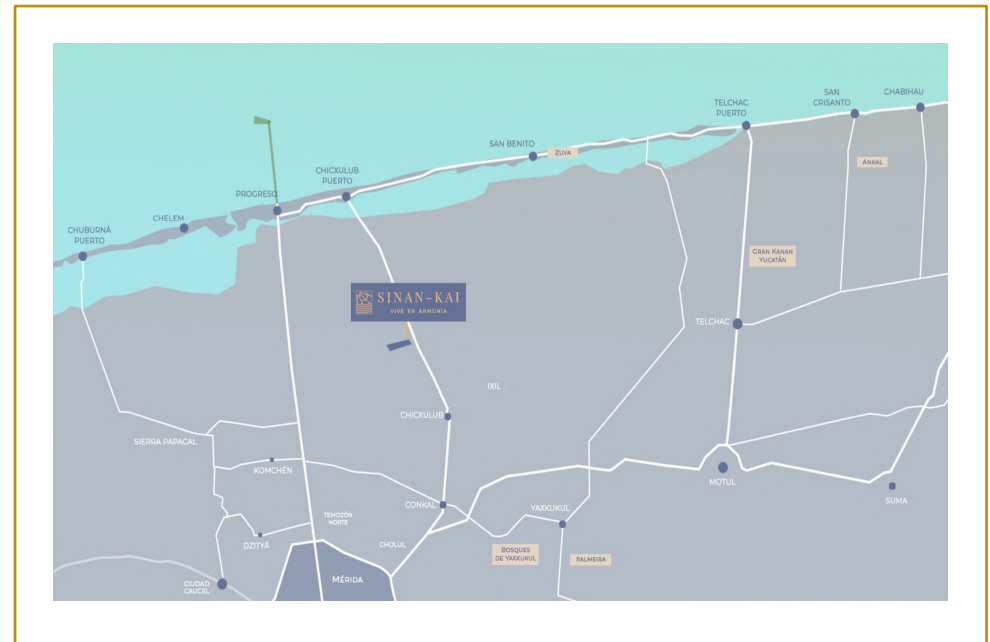 SAN
CRISANTO
CHABIHAU
TELCHAC
PUERTO
SAN BENITO
ZUVA
ANKAL
CHICXULUB
PUERTO
PROGRESO
CHELEM
CHUBURNÁ
PUERTO
GRAN KANAN
YUCATÁN
SINAN-KAI
VIVE EN ARMONÍA
TELCHAC
IXIL
CHICXULUB
SIERRA PAPACAL
KOMCHÉN
MOTUL
SUMA
CONKAL
YAXKUKUL
TEMOZÓN
NORTE
DZITYÁ
CHOLUL
BOSQUES
DE YAXKUKUL
PALMEIRA
MÉRIDA
CIUDAD
CAUCEL